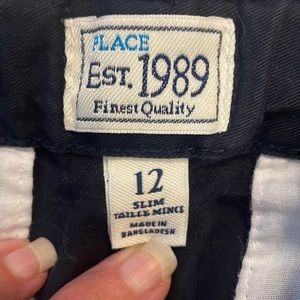 PLACE
EST. 1989
Finest Quality
12
SLIM
TAILLE MINCE
MADE IN
BANGLADESH